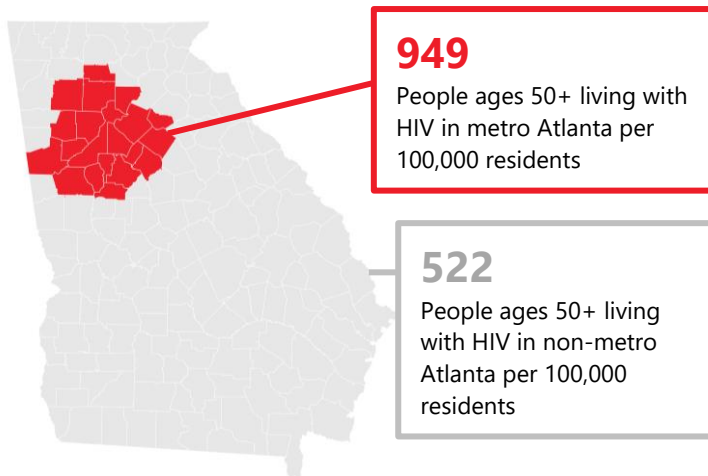 949
People ages 50+ living with
HIV in metro Atlanta per
100,000 residents
522
People ages 50+ living
with HIV in non-metro
Atlanta per 100,000
residents